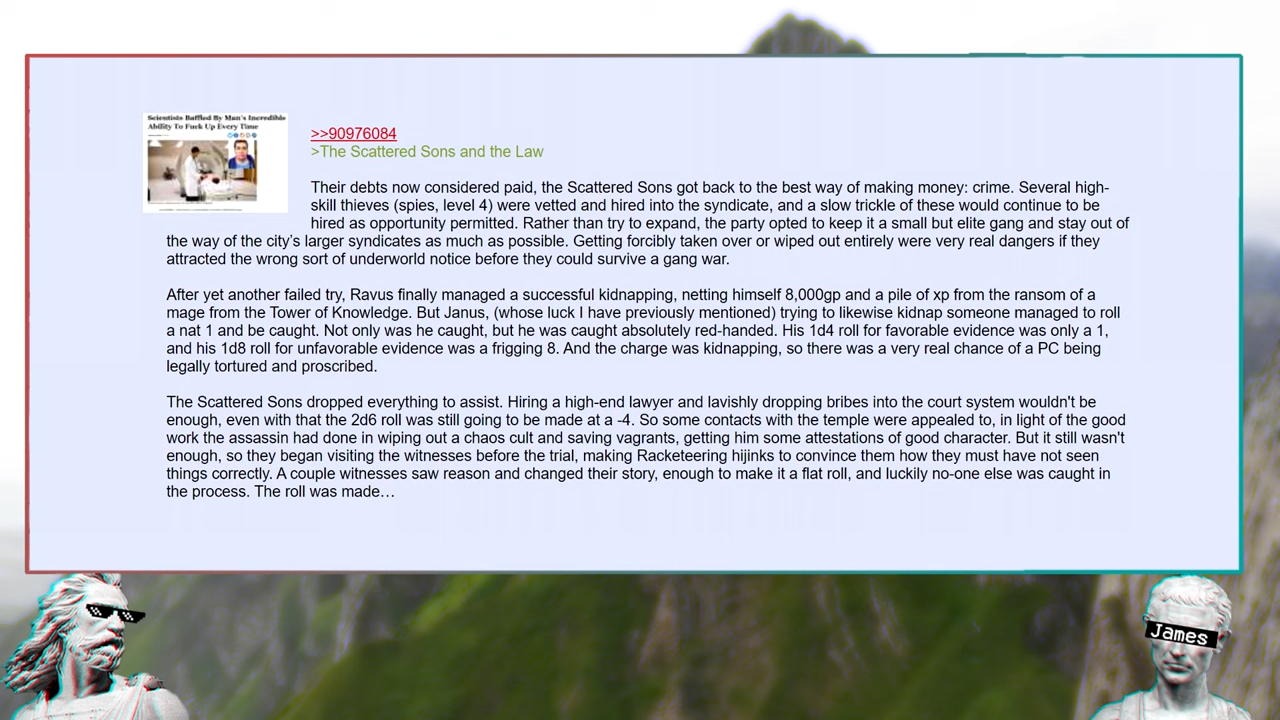 Scientists Baffled By Man's Incredible
Ability To Fuck Up Every Time
>>90976084
>The Scattered Sons and the Law
Their debts now considered paid, the Scattered Sons got back to the best way of making money: crime. Several high-
skill thieves (spies, level 4) were vetted and hired into the syndicate, and a slow trickle of these would continue to be
hired as opportunity permitted. Rather than try to expand, the party opted to keep it a small but elite gang and stay out of
the way of the city's larger syndicates as much as possible. Getting forcibly taken over or wiped out entirely were very real dangers if they
attracted the wrong sort of underworld notice before they could survive a gang war.
After yet another failed try, Ravus finally managed a successful kidnapping, netting himself 8,000gp and a pile of xp from the ransom of a
mage from the Tower of Knowledge. But Janus, (whose luck I have previously mentioned) trying to likewise kidnap someone managed to roll
a nat 1 and be caught. Not only was he caught, but he was caught absolutely red-handed. His 1d4 roll for favorable evidence was only a 1,
and his 1d8 roll for unfavorable evidence was a frigging 8. And the charge was kidnapping, so there was a very real chance of a PC being
legally tortured and proscribed.
The Scattered Sons dropped everything to assist. Hiring a high-end lawyer and lavishly dropping bribes into the court system wouldn't be
enough, even with that the 2d6 roll was still going to be made at a -4. So some contacts with the temple were appealed to, in light of the good
work the assassin had done in wiping out a chaos cult and saving vagrants, getting him some attestations of good character. But it still wasn't
enough, so they began visiting the witnesses before the trial, making Racketeering hijinks to convince them how they must have not seen
things correctly. A couple witnesses saw reason and changed their story, enough to make it a flat roll, and luckily no-one else was caught in
the process. The roll was made…
James